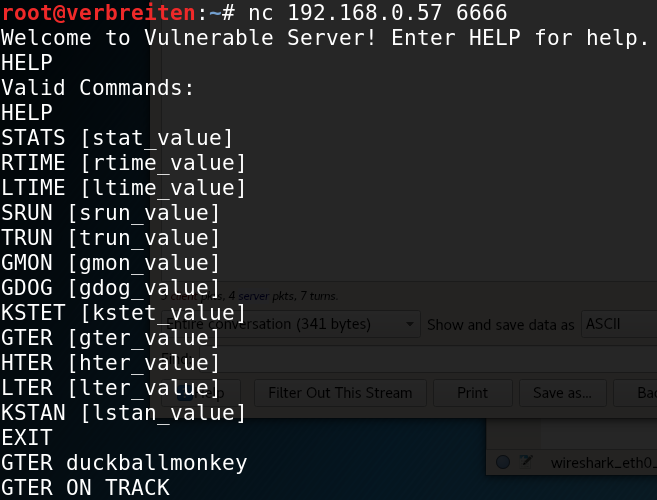 root@verbreiten:~# nc 192.168.0.57 6666
Welcome to Vulnerable Server! Enter HELP for help.
HELP
Valid Commands:
HELP
STATS [stat_value]
RTIME [rtime_value]
LTIME [ltime_value]
SRUN [srun_value]
TRUN [trun_value]
GMON [gmon_value]
GDOG [gdog_value]
pkts, 4 server pkts, 7 turns.
KSTET [kstet_value]
Entire conversation (341 bytes)
Show and save data as
ASCII
GTER [gter_value]
HTER [hter_value]
LTER [lter_value]
Filter Out This Stream
Print
Save as...
KSTAN [lstan_value]
EXIT
GTER duckballmonkey
wireshark_eth0_
GTER ON TRACK